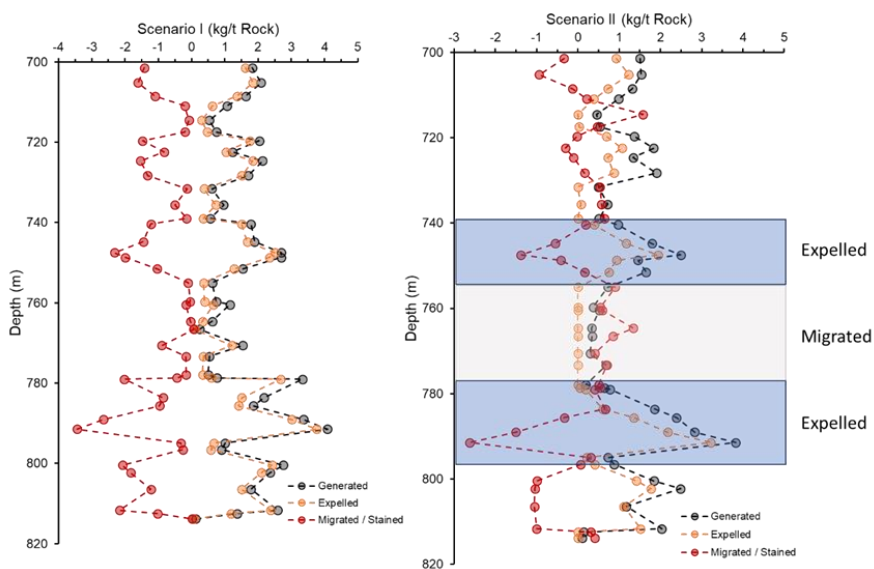 Scenario I (kg/t Rock)
-4 -3 -2 -1 0 1 2 3 4 5
Depth (m)
700
720
740
760
780
800
820
Generated
Expelled
Migrated / Stained
Scenario II (kg/t Rock)
-3 -2 -1 0 1 2 3 4 5
Depth (m)
700
720
740
760
780
800
820
Expelled
Migrated
Expelled
Generated
Expelled
Migrated / Stained